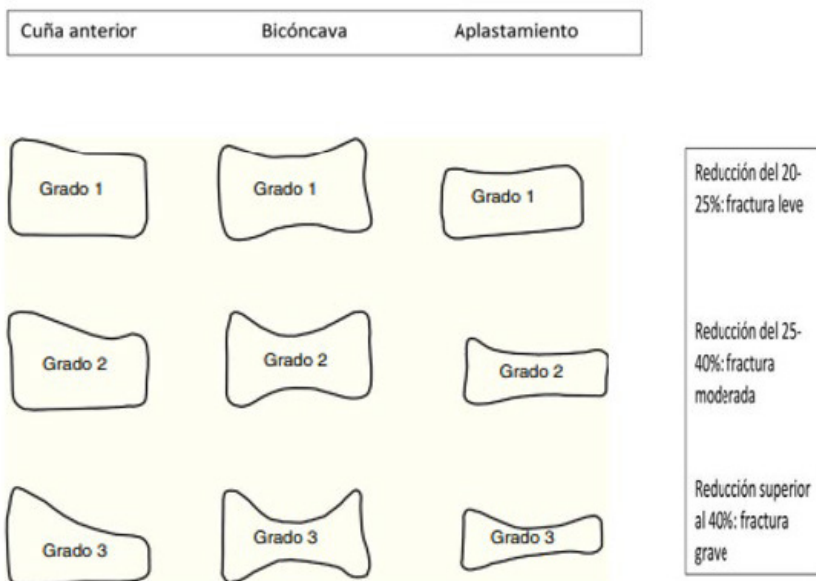 Cuña anterior Bicóncava Aplastamiento
Grado 1 Grado 1 Grado 1
Reducción del 20-
25%: fractura leve
Grado 2 Grado 2 Grado 2
Reducción del 25-
40%: fractura
moderada
Grado 3 Grado 3 Grado 3
Reducción superior
al 40%: fractura
grave